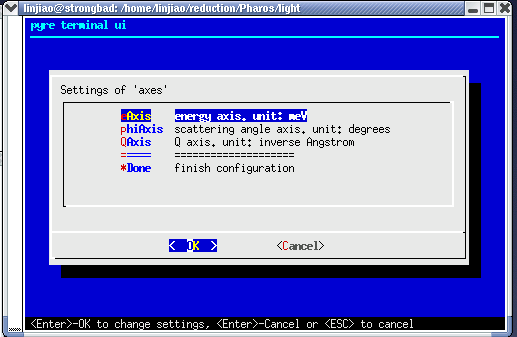 linjiao@strongbad: /home/linjiao/reduction/Pharos/light
pyre terminal ui
Settings of 'axes'
eAxis energy axis. unit: meV
phiAxis scattering angle axis. unit: degrees
QAxis Q axis. unit: inverse Angstrom
===== ====================
*Done finish configuration
< OK > <Cancel>
<Enter>-OK to change settings, <Enter>-Cancel or <ESC> to cancel